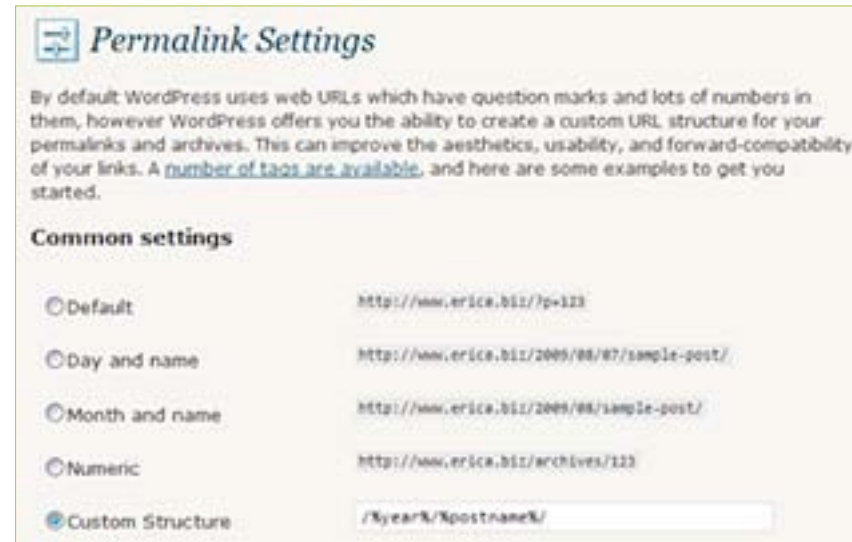 Permalink Settings
By default WordPress uses web URLs which have question marks and lots of numbers in
them, however WordPress offers you the ability to create a custom URL structure for your
permalinks and archives. This can improve the aesthetics, usability, and forward-compatibility
of your links. A number of tags are available, and here are some examples to get you
started.
Common settings
Default http://www.erica.biz/?p=123
Day and name http://www.erica.biz/2009/08/07/sample-post/
Month and name http://www.erica.biz/2009/08/sample-post/
Numeric http://www.erica.biz/archives/123
Custom Structure /%year%/%postname%/